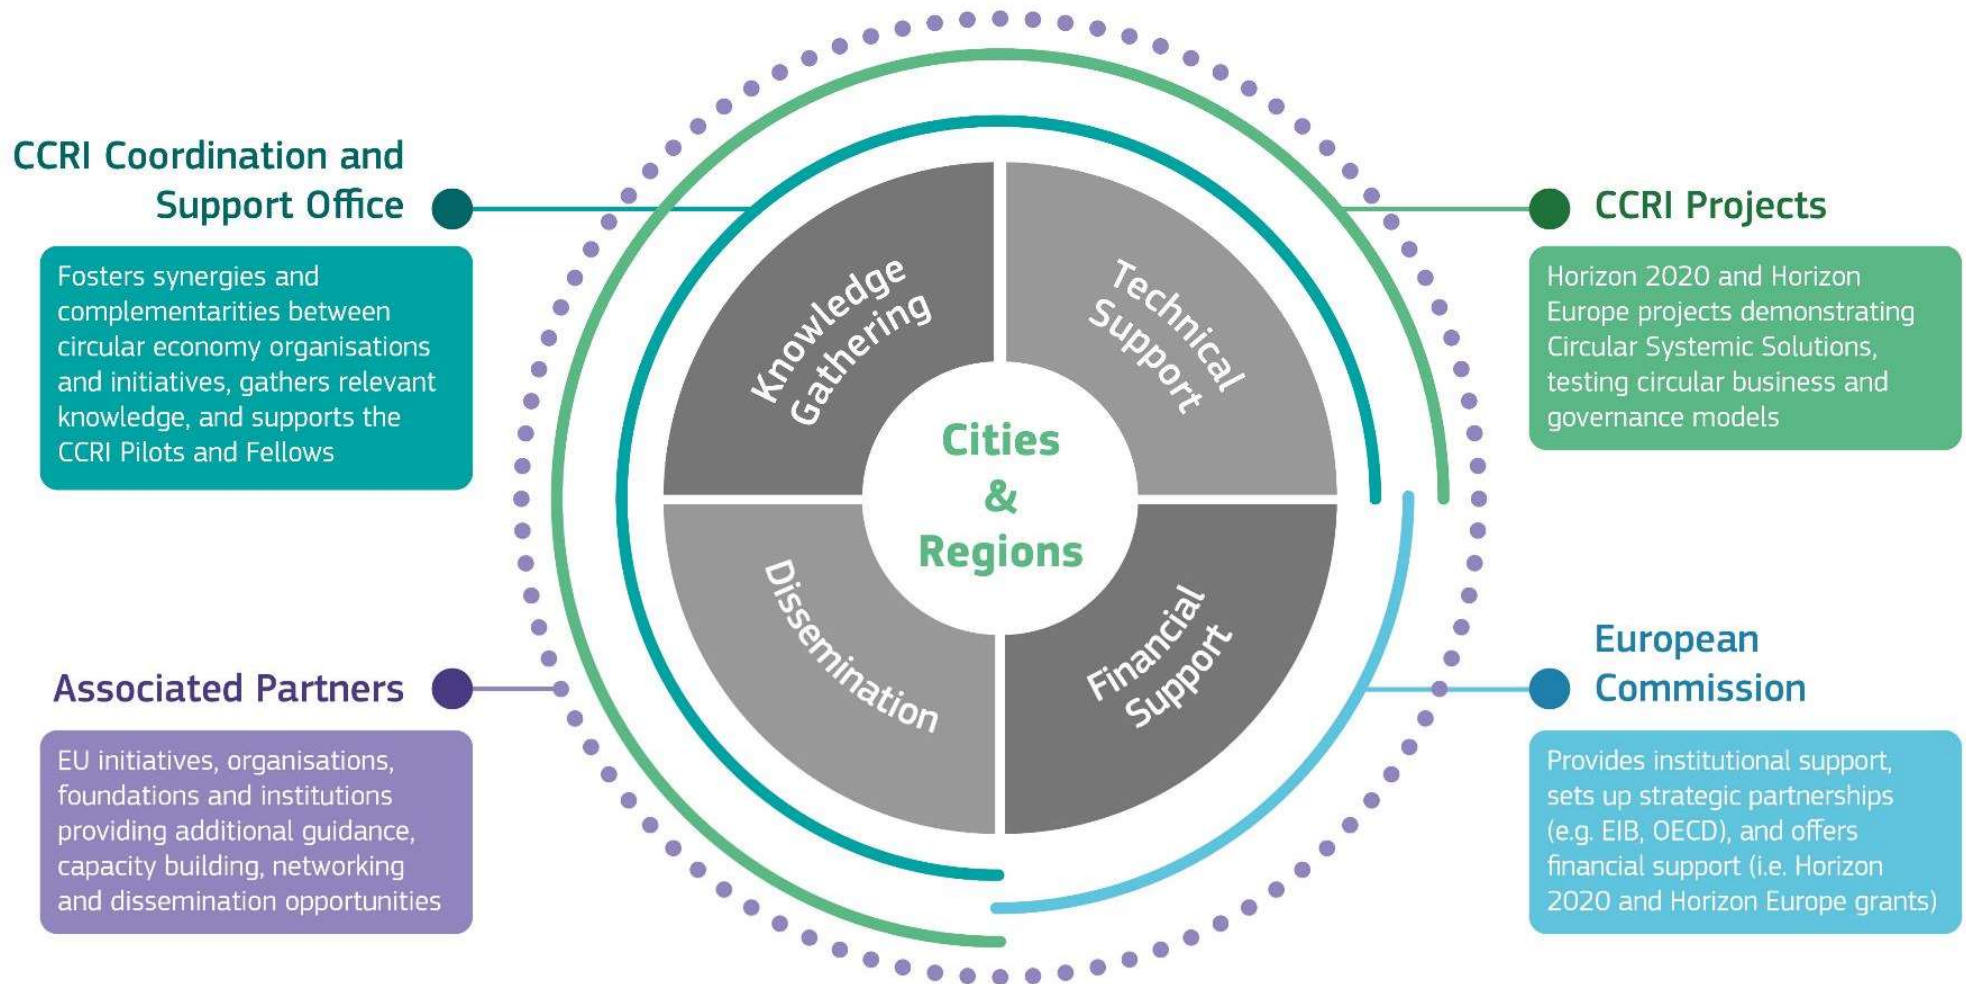 CCRI Coordination and
Support Office
Fosters synergies and
complementarities between
circular economy organisations
and initiatives, gathers relevant
knowledge, and supports the
CCRI Pilots and Fellows
Associated Partners
EU initiatives, organisations,
foundations and institutions
providing additional guidance,
capacity building, networking
and dissemination opportunities
Knowledge
Gathering
Technical
Support
Cities
&
Regions
Dissemination
Financial
Support
CCRI Projects
Horizon 2020 and Horizon
Europe projects demonstrating
Circular Systemic Solutions,
testing circular business and
governance models
European
Commission
Provides institutional support,
sets up strategic partnerships
(e.g. EIB, OECD), and offers
financial support (i.e. Horizon
2020 and Horizon Europe grants)